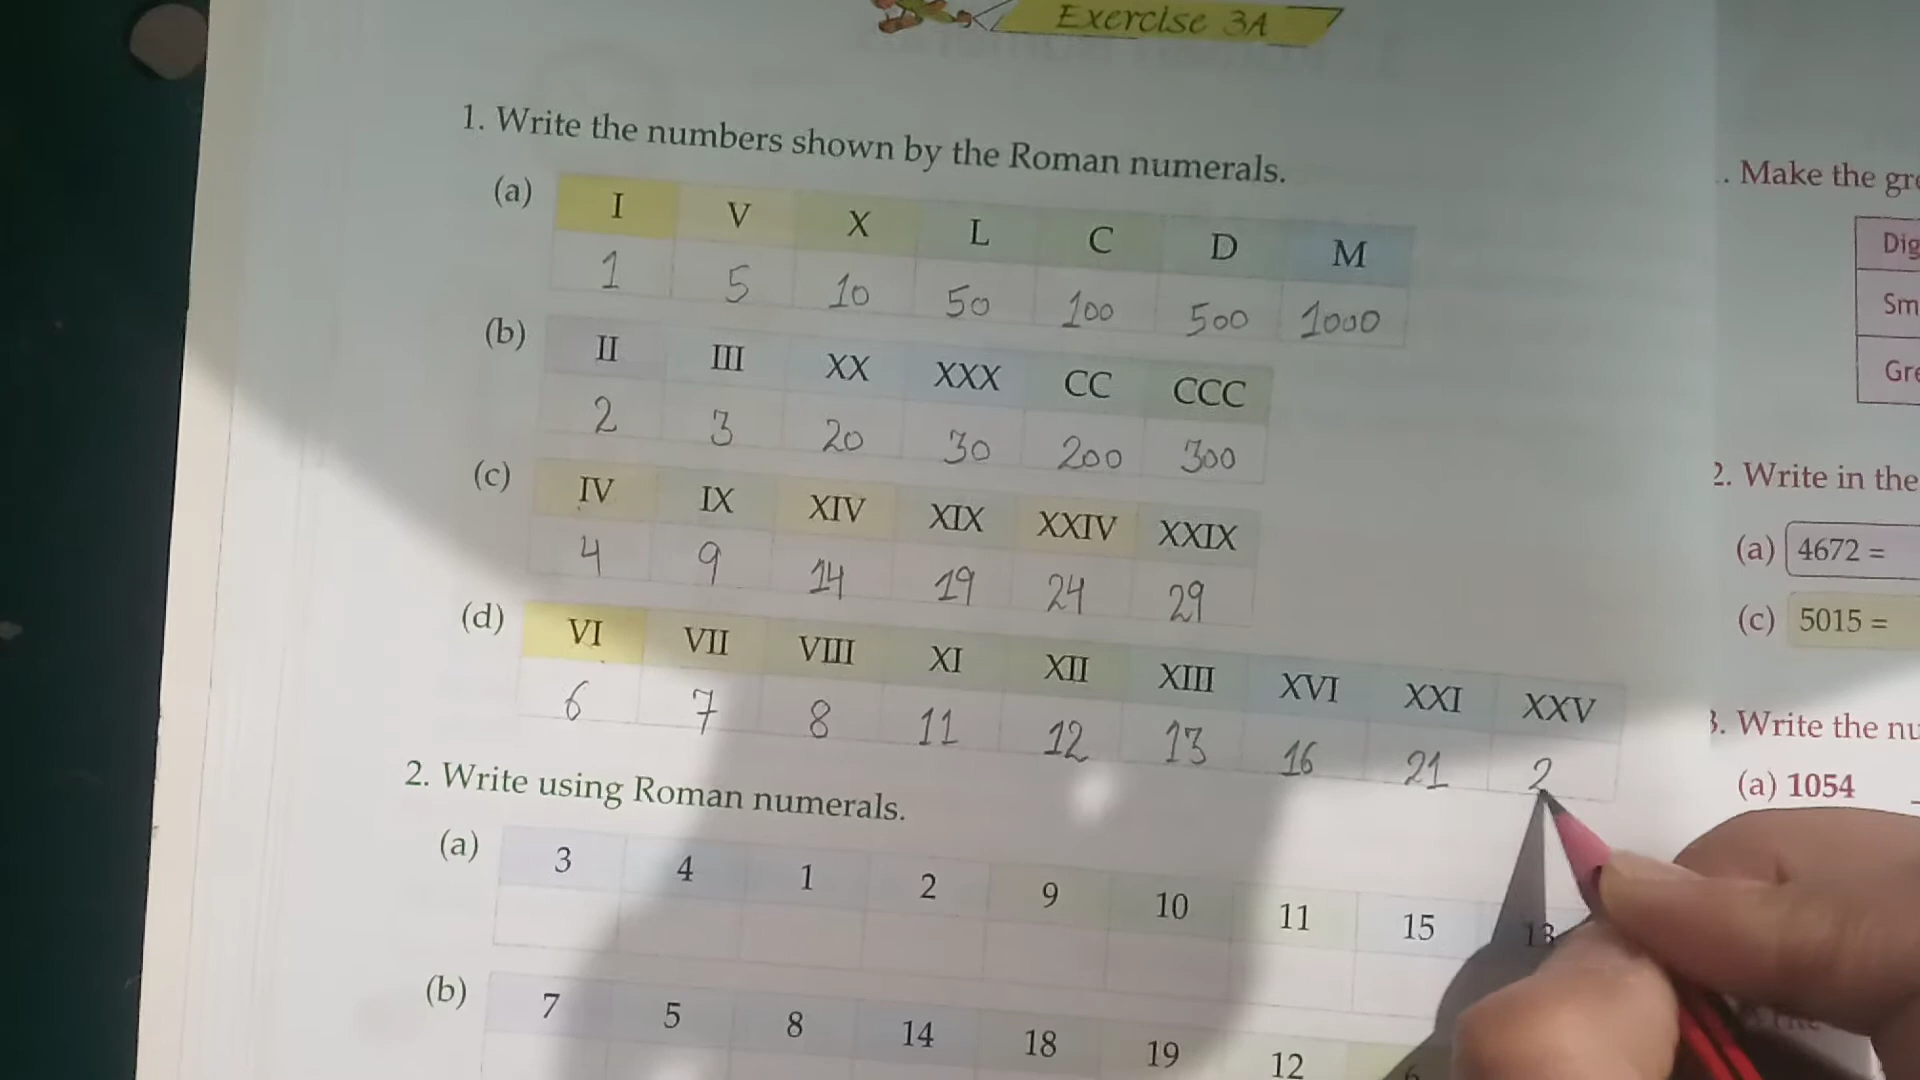 Exercise 3A
1. Write the numbers shown by the Roman numerals.
(a) I V X L C D M
1 5 10 50 100 500 1000
(b) II III XX XXX CC CCC
2 3 20 30 200 300
(c) IV IX XIV XIX XXIV XXIX
4 9 14 19 24 29
(d) VI VII VIII XI XII XIII XVI XXI XXV
6 7 8 11 12 13 16 21 2
2. Write using Roman numerals.
(a) 3 4 1 2 9 10 11 15 13
(b) 7 5 8 14 18 19 12
. Make the gre
Dig
Sm
Gre
2. Write in the
(a) 4672 =
(c) 5015 =
3. Write the nu
(a) 1054